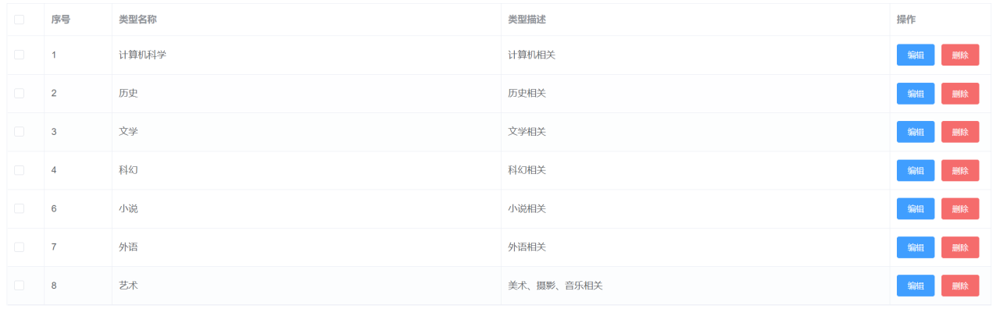 序号 类型名称 类型描述 操作
1 计算机科学 计算机相关 编辑 删除
2 历史 历史相关 编辑 删除
3 文学 文学相关 编辑 删除
4 科幻 科幻相关 编辑 删除
6 小说 小说相关 编辑 删除
7 外语 外语相关 编辑 删除
8 艺术 美术、摄影、音乐相关 编辑 删除